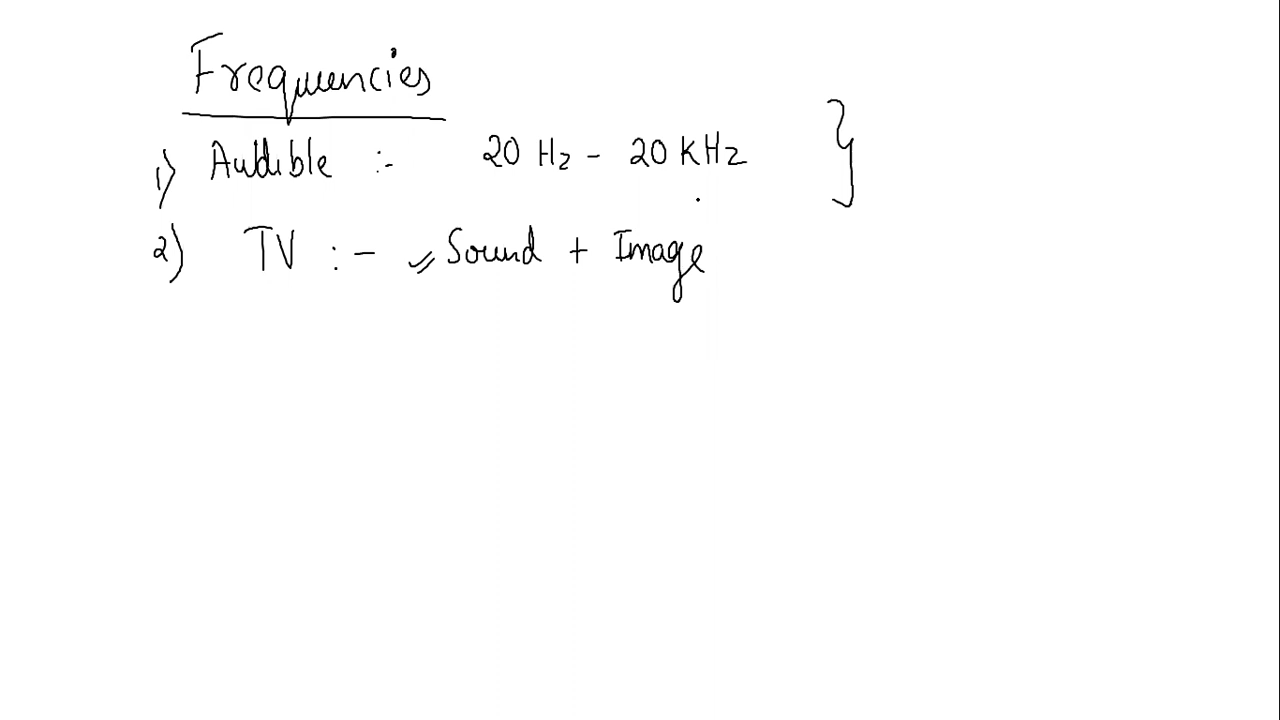 Frequencies
1) Audible :- 20 Hz - 20 KHz }
2) TV :- Sound + Image